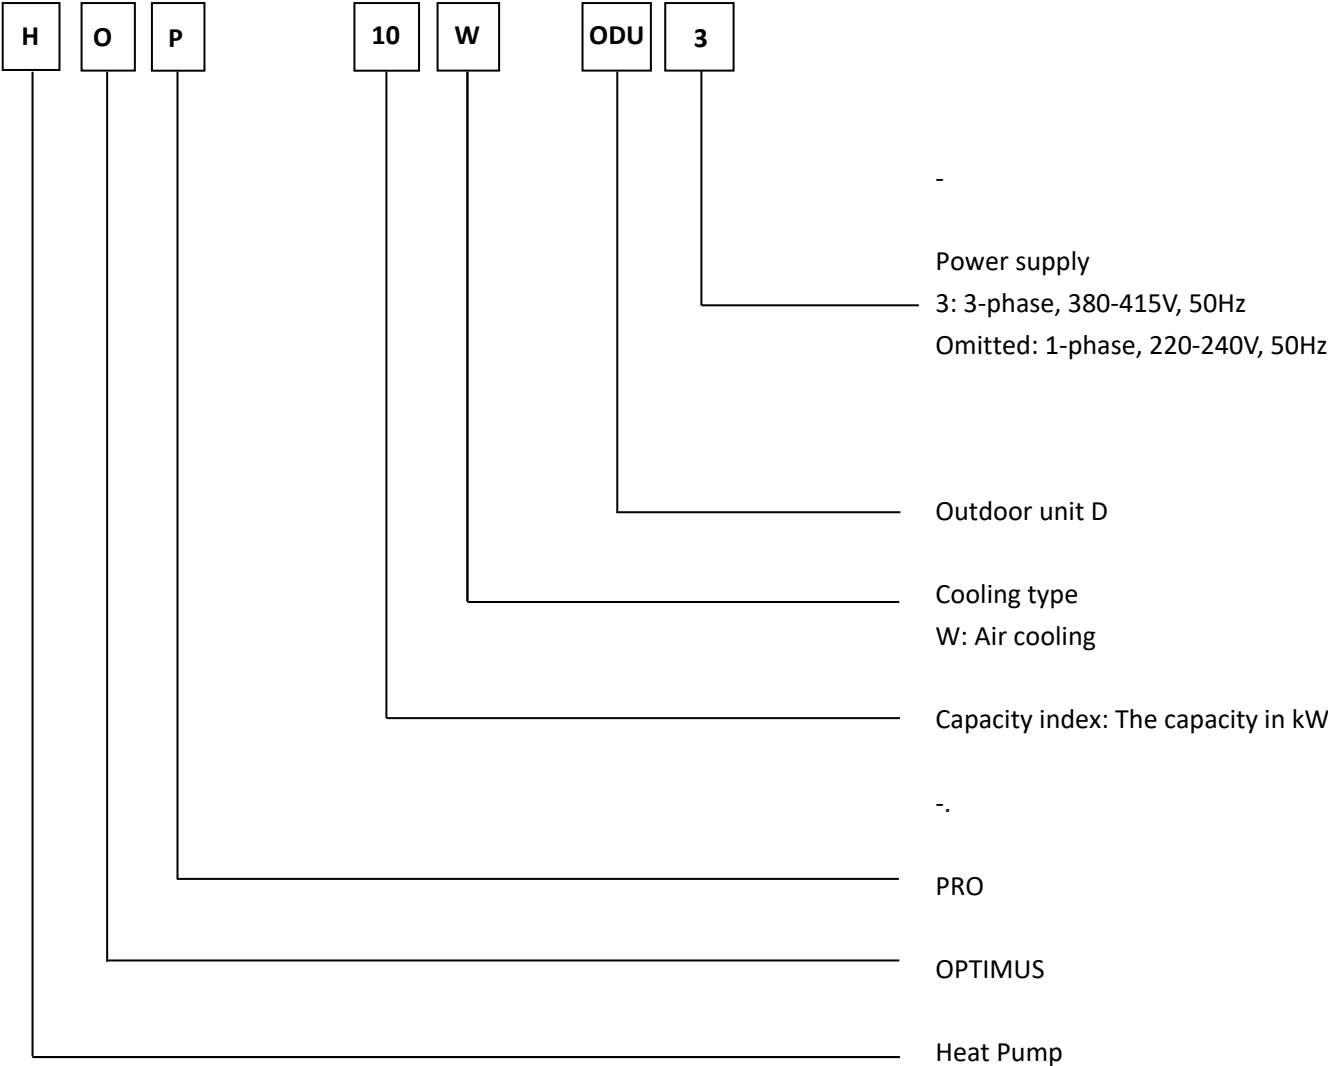 H O P 10 W ODU 3
-
Power supply
3: 3-phase, 380-415V, 50Hz
Omitted: 1-phase, 220-240V, 50Hz
Outdoor unit D
Cooling type
W: Air cooling
Capacity index: The capacity in kW
-.
PRO
OPTIMUS
Heat Pump